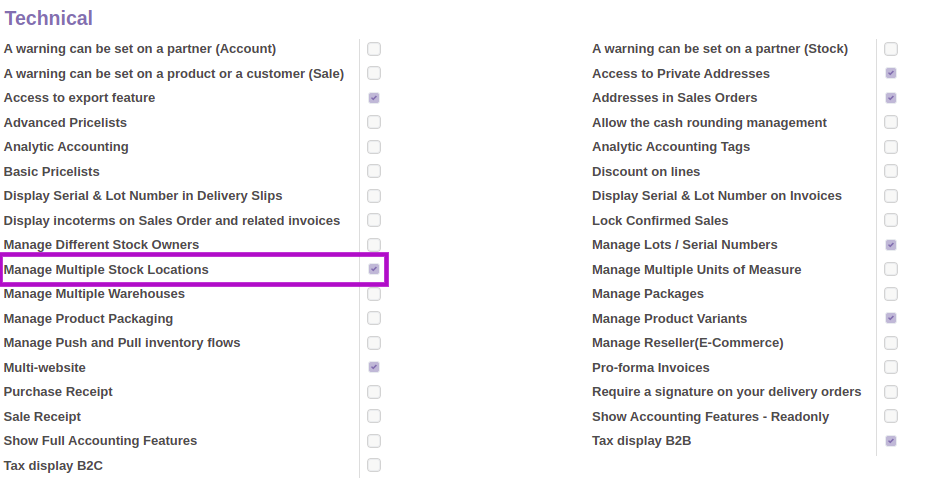 Technical
A warning can be set on a partner (Account)
A warning can be set on a partner (Stock)
A warning can be set on a product or a customer (Sale)
Access to Private Addresses
Access to export feature
Addresses in Sales Orders
Advanced Pricelists
Allow the cash rounding management
Analytic Accounting
Analytic Accounting Tags
Basic Pricelists
Discount on lines
Display Serial & Lot Number in Delivery Slips
Display Serial & Lot Number on Invoices
Display incoterms on Sales Order and related invoices
Lock Confirmed Sales
Manage Different Stock Owners
Manage Lots / Serial Numbers
Manage Multiple Stock Locations
Manage Multiple Units of Measure
Manage Multiple Warehouses
Manage Packages
Manage Product Packaging
Manage Product Variants
Manage Push and Pull inventory flows
Manage Reseller(E-Commerce)
Multi-website
Pro-forma Invoices
Purchase Receipt
Require a signature on your delivery orders
Sale Receipt
Show Accounting Features - Readonly
Show Full Accounting Features
Tax display B2B
Tax display B2C